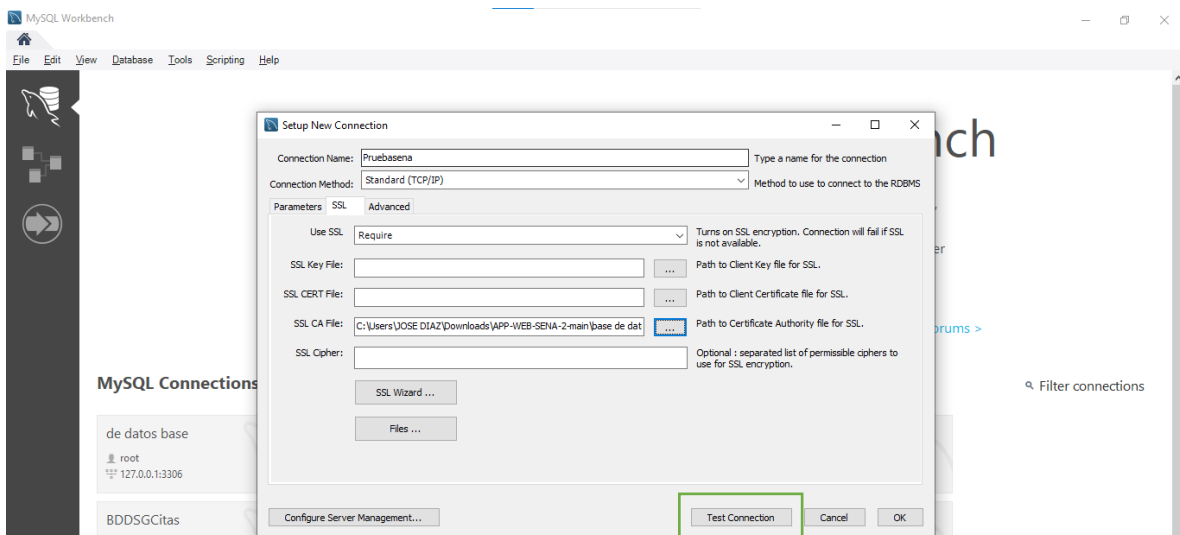 MySQL Workbench
File Edit View Database Tools Scripting Help
nch
Setup New Connection
Connection Name: Pruebasena Type a name for the connection
Connection Method: Standard (TCP/IP) Method to use to connect to the RDBMS
Parameters SSL Advanced
Use SSL Require Turns on SSL encryption. Connection will fail if SSL
is not available.
er
SSL Key File: ... Path to Client Key file for SSL.
SSL CERT File: ... Path to Client Certificate file for SSL.
SSL CA File: C:\Users\JOSE DIAZ\Downloads\APP-WEB-SENA-2-main\base de dat ... Path to Certificate Authority file for SSL.
orums >
SSL Cipher: Optional : separated list of permissible ciphers to
use for SSL encryption.
MySQL Connections
Filter connections
SSL Wizard ...
Files ...
de datos base
root
127.0.0.1:3306
BDDSGCitas
Configure Server Management... Test Connection Cancel OK